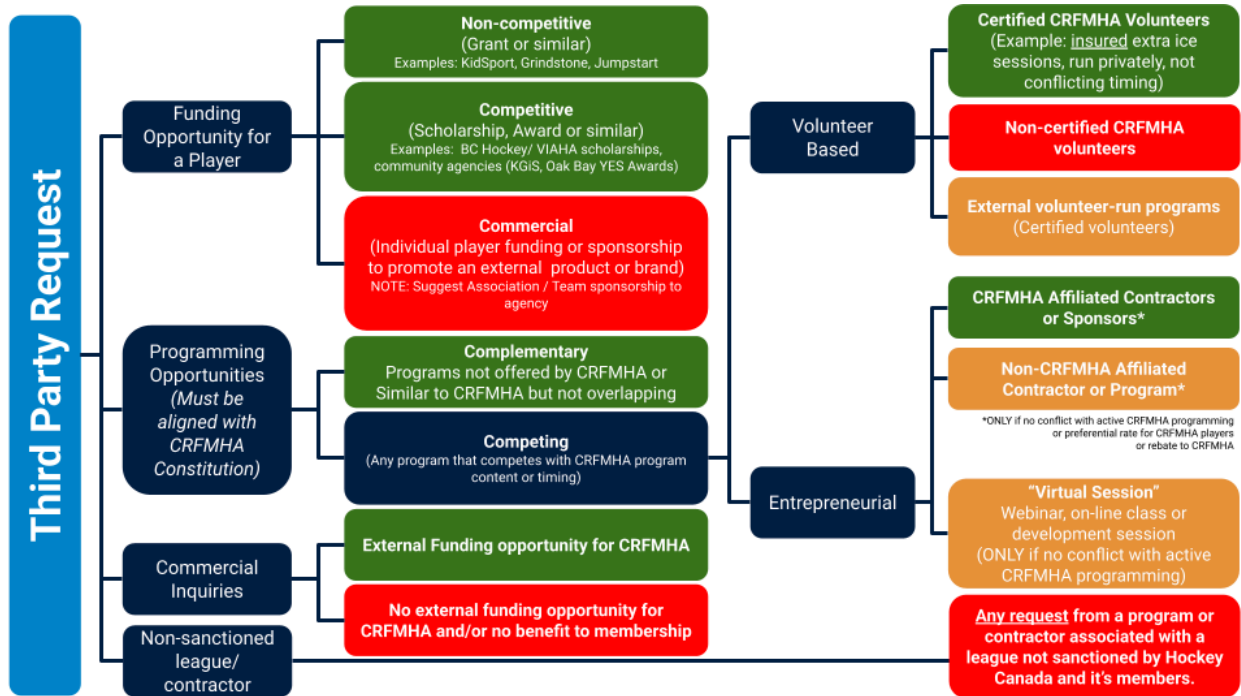 Third Party Request
Funding
Opportunity for
a Player
Non-competitive
(Grant or similar)
Examples: KidSport, Grindstone, Jumpstart
Competitive
(Scholarship, Award or similar)
Examples: BC Hockey/ VIAHA scholarships,
community agencies (KGiS, Oak Bay YES Awards)
Commercial
(Individual player funding or sponsorship
to promote an external product or brand)
NOTE: Suggest Association / Team sponsorship to
agency
Programming
Opportunities
(Must be
aligned with
CRFMHA
Constitution)
Complementary
Programs not offered by CRFMHA or
Similar to CRFMHA but not overlapping
Competing
(Any program that competes with CRFMHA program
content or timing)
Volunteer
Based
Certified CRFMHA Volunteers
(Example: insured extra ice
sessions, run privately, not
conflicting timing)
Non-certified CRFMHA
volunteers
External volunteer-run programs
(Certified volunteers)
Entrepreneurial
CRFMHA Affiliated Contractors
or Sponsors*
Non-CRFMHA Affiliated
Contractor or Program*
*ONLY if no conflict with active CRFMHA programming
or preferential rate for CRFMHA players
or rebate to CRFMHA
“Virtual Session”
Webinar, on-line class or
development session
(ONLY if no conflict with active
CRFMHA programming)
Commercial
Inquiries
External Funding opportunity for CRFMHA
No external funding opportunity for
CRFMHA and/or no benefit to membership
Non-sanctioned
league/
contractor
Any request from a program or
contractor associated with a
league not sanctioned by Hockey
Canada and it’s members.